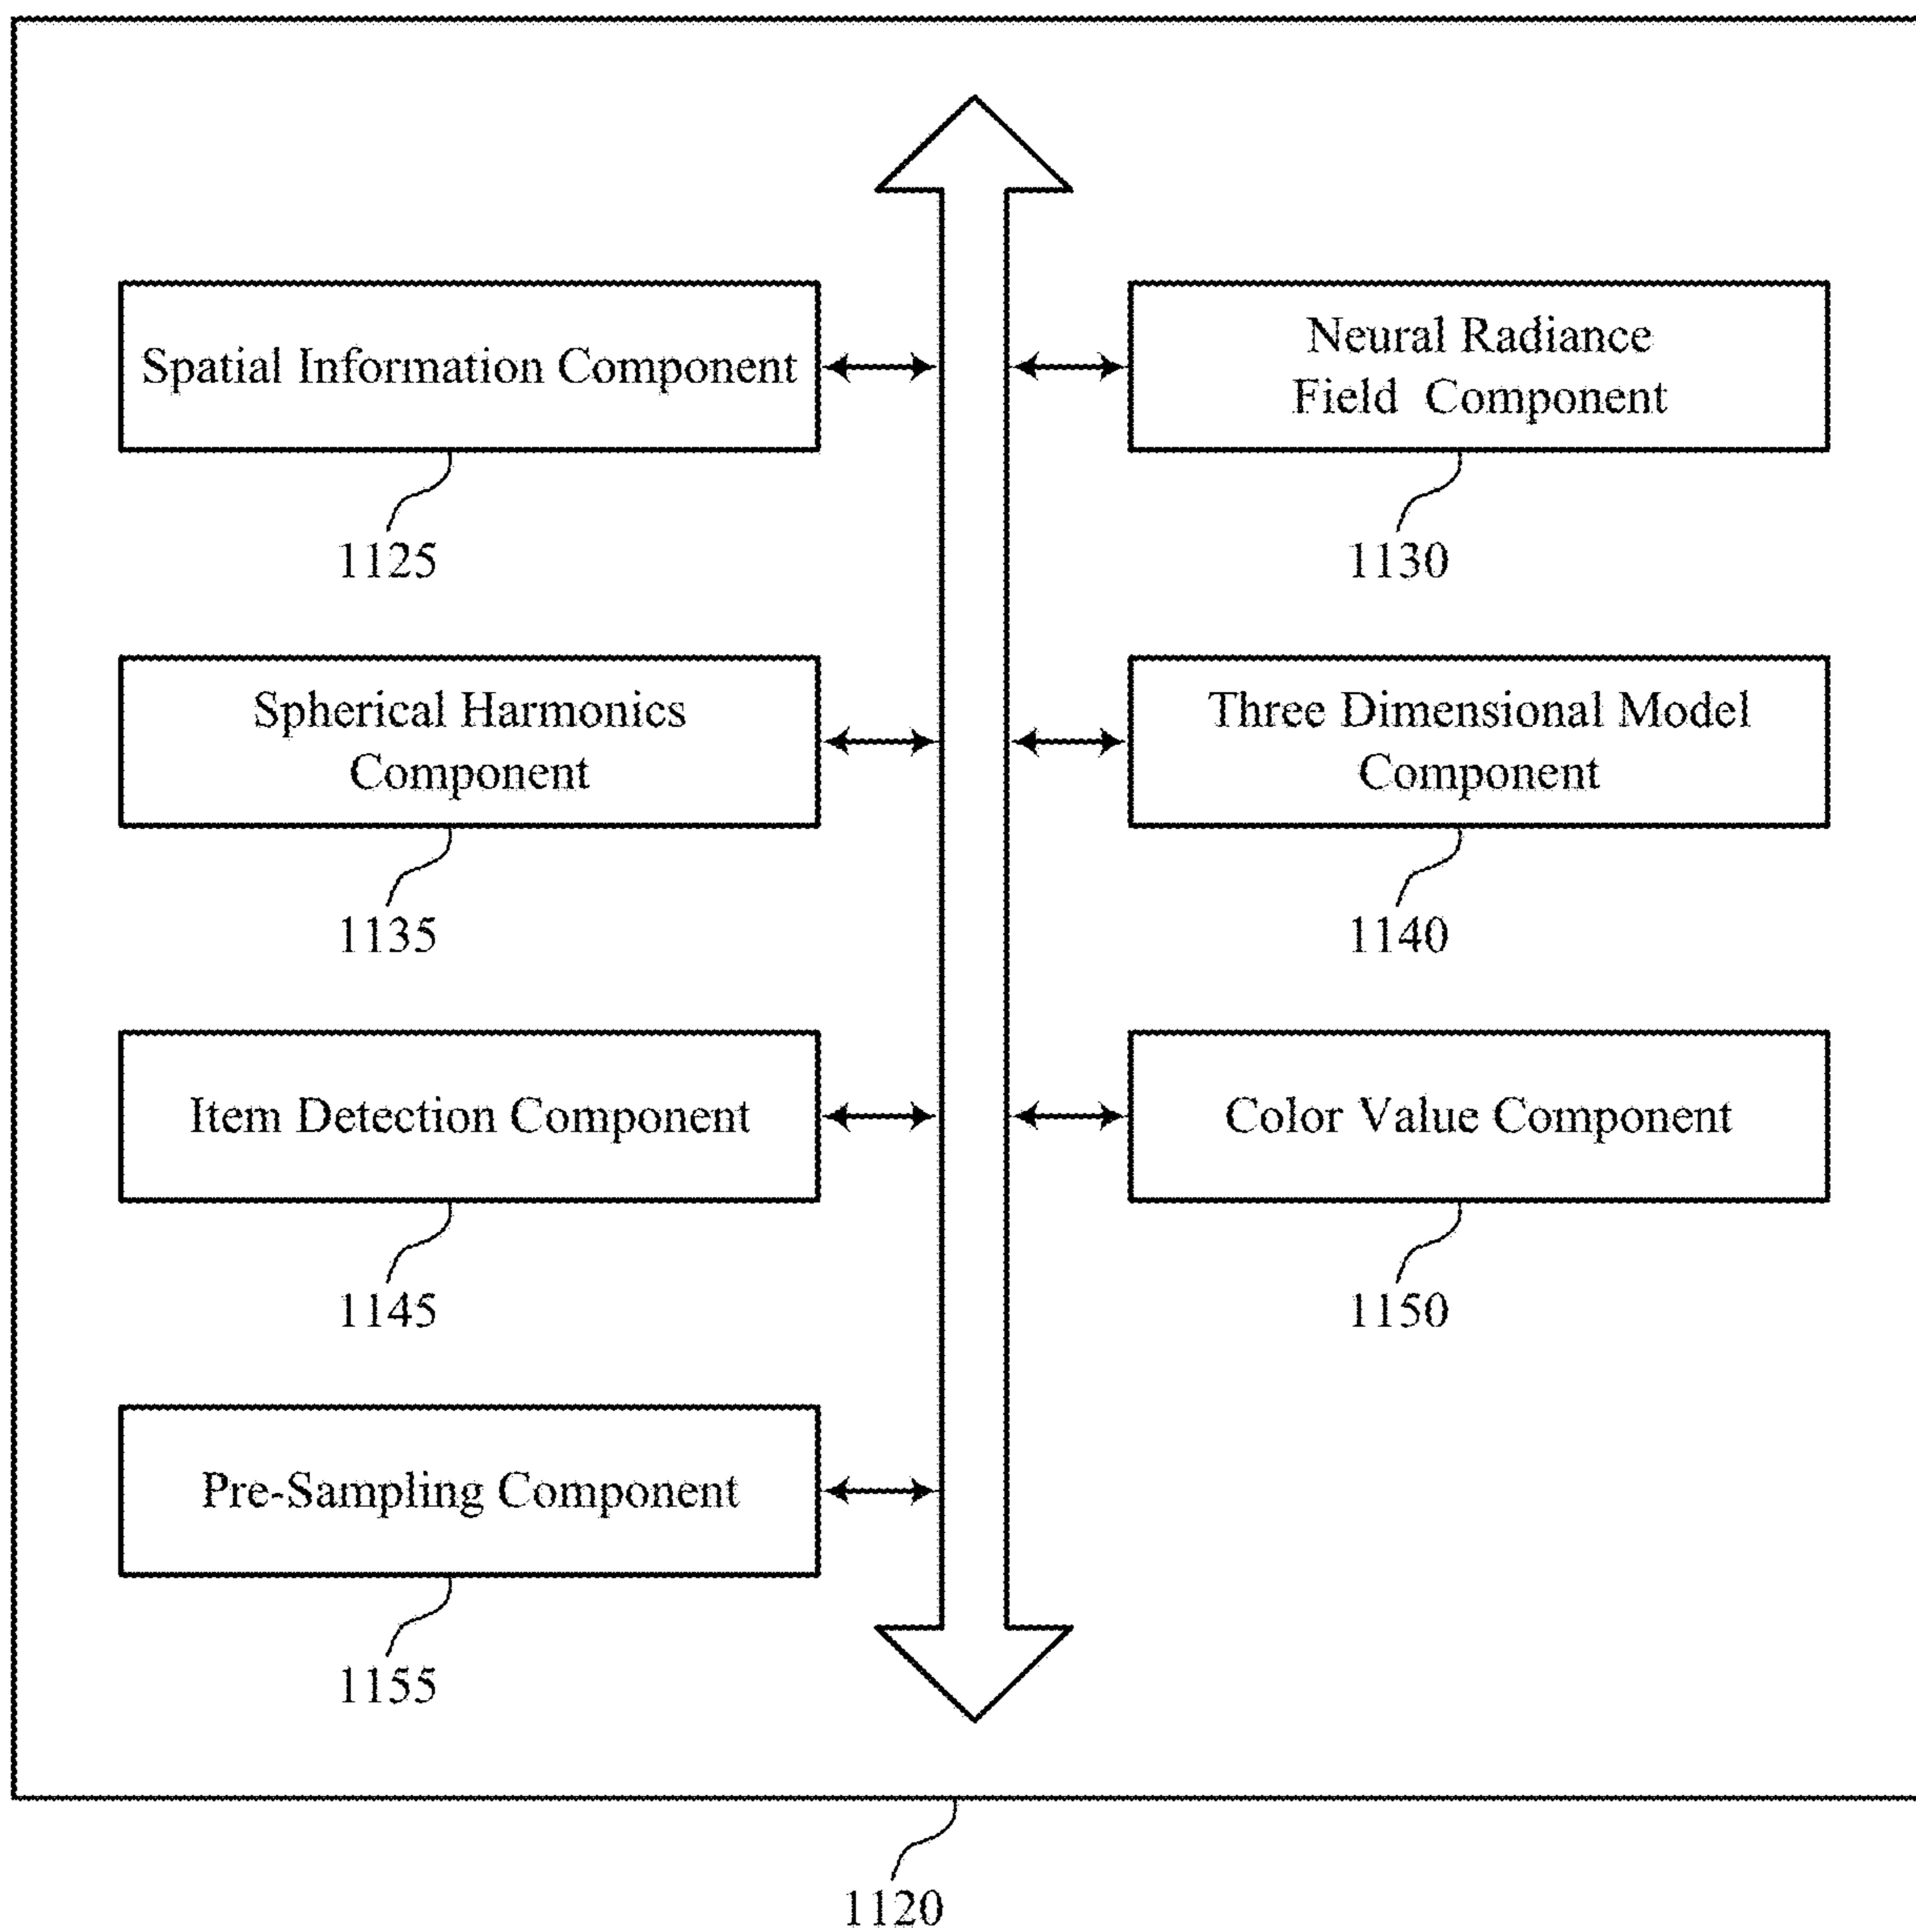 Spatial Information Component
1125
Neural Radiance
Field Component
1130
Spherical Harmonics
Component
1135
Three Dimensional Model
Component
1140
Item Detection Component
1145
Color Value Component
1150
Pre-Sampling Component
1155
1120